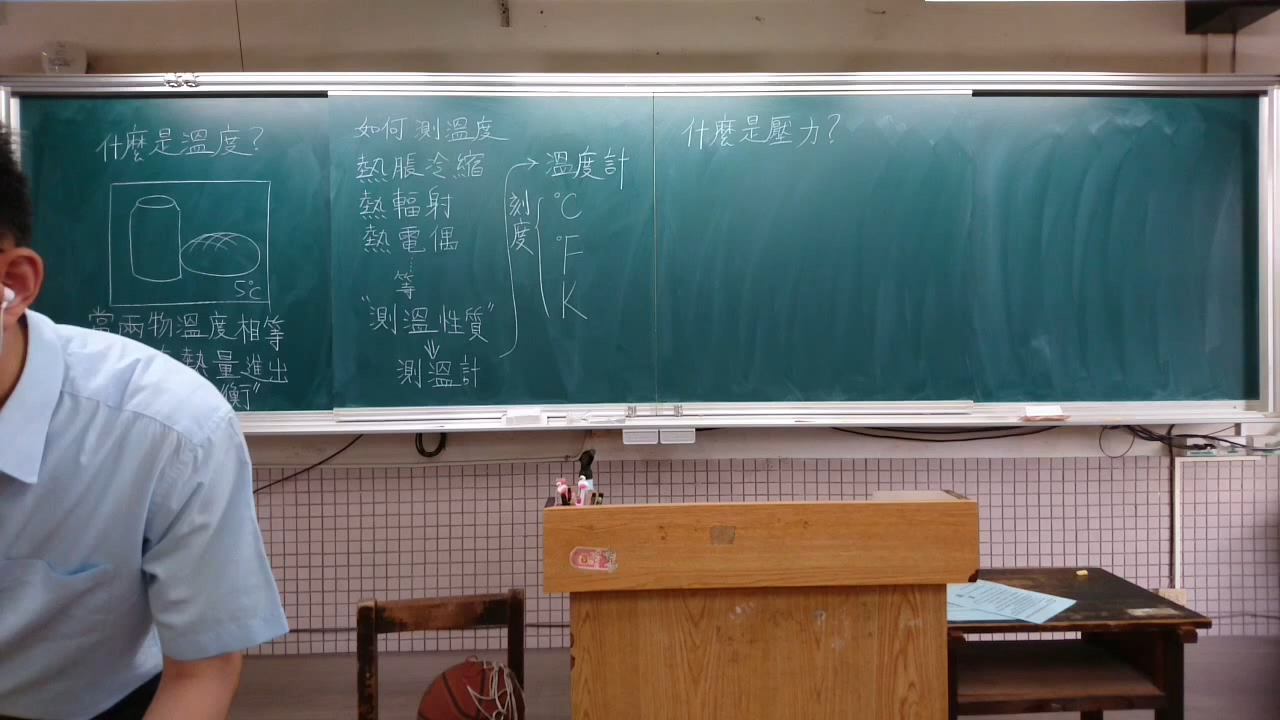 什麼是溫度?
5℃
當兩物溫度相等
熱量進出
衡"
如何測溫度
熱脹冷縮
熱輻射
熱電偶
等
"測溫性質"
測溫計
溫度計
刻度
℃
℉
K
什麼是壓力?